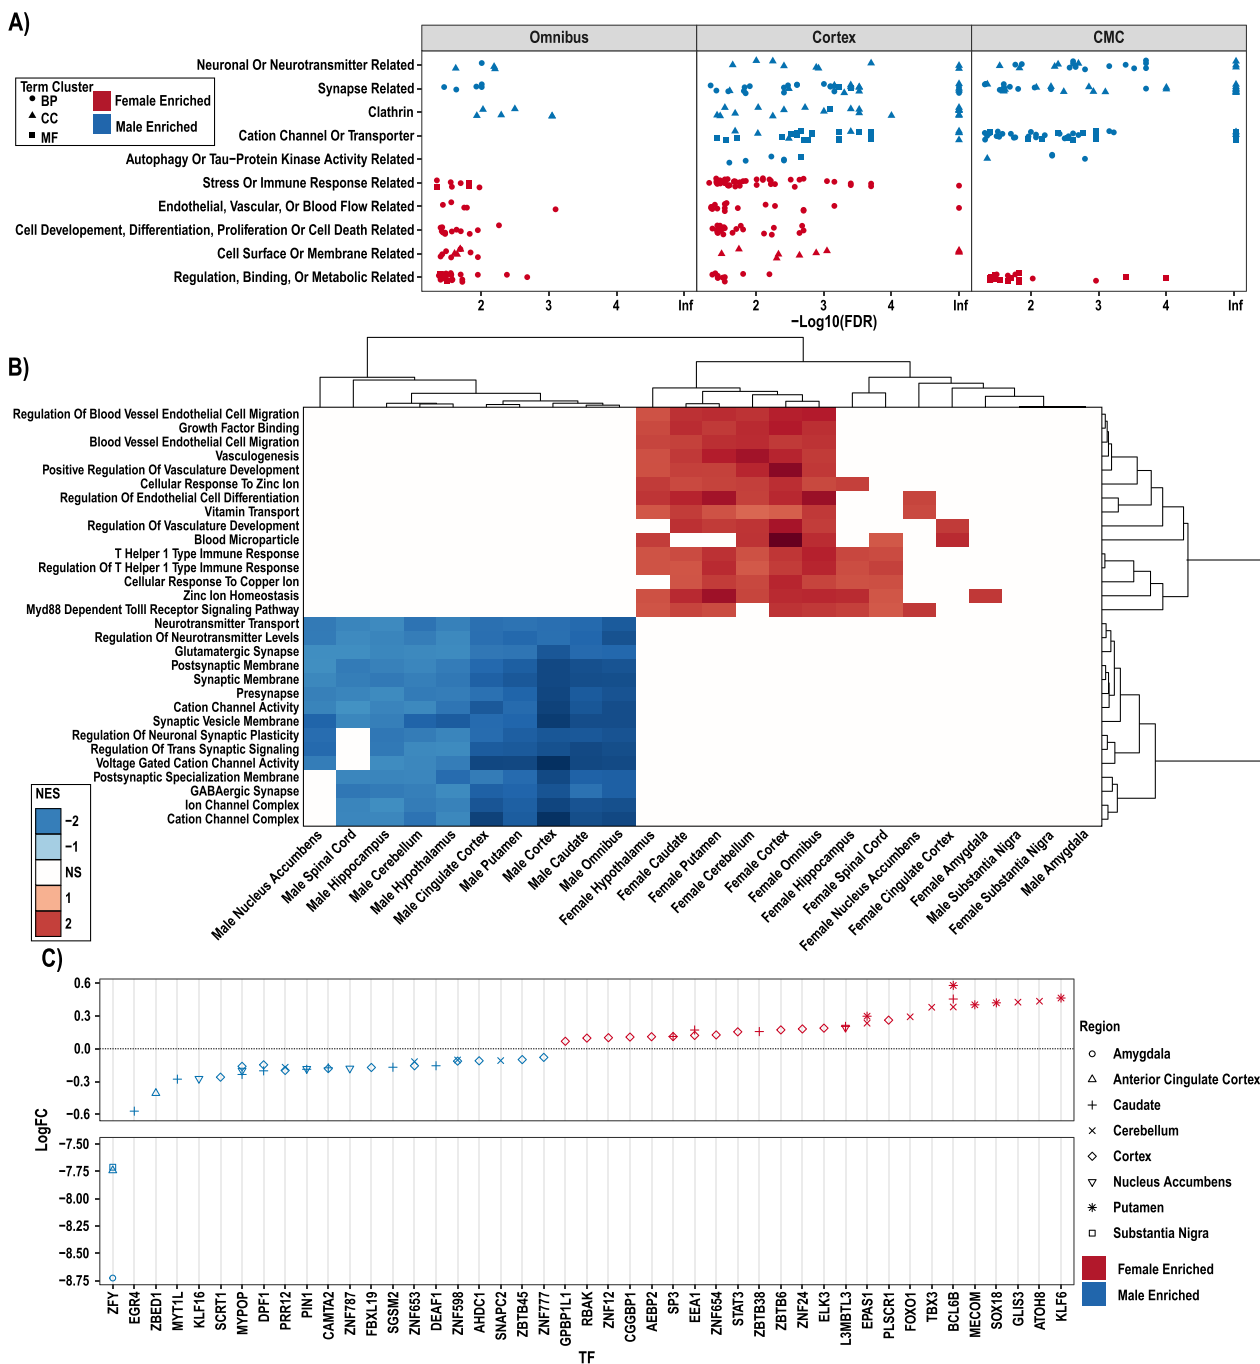 A)
Omnibus
Cortex
CMC
Term Cluster
BP
CC
MF
Female Enriched
Male Enriched
Neuronal Or Neurotransmitter Related
Synapse Related
Clathrin
Cation Channel Or Transporter
Autophagy Or Tau−Protein Kinase Activity Related
Stress Or Immune Response Related
Endothelial, Vascular, Or Blood Flow Related
Cell Developement, Differentiation, Proliferation Or Cell Death Related
Cell Surface Or Membrane Related
Regulation, Binding, Or Metabolic Related
2 3 4 Inf 2 3 4 Inf 2 3 4 Inf
−Log10(FDR)
B)
Regulation Of Blood Vessel Endothelial Cell Migration
Growth Factor Binding
Blood Vessel Endothelial Cell Migration
Vasculogenesis
Positive Regulation Of Vasculature Development
Cellular Response To Zinc Ion
Regulation Of Endothelial Cell Differentiation
Vitamin Transport
Regulation Of Vasculature Development
Blood Microparticle
T Helper 1 Type Immune Response
Regulation Of T Helper 1 Type Immune Response
Cellular Response To Copper Ion
Zinc Ion Homeostasis
Myd88 Dependent Tolll Receptor Signaling Pathway
Neurotransmitter Transport
Regulation Of Neurotransmitter Levels
Glutamatergic Synapse
Postsynaptic Membrane
Synaptic Membrane
Presynapse
Cation Channel Activity
Synaptic Vesicle Membrane
Regulation Of Neuronal Synaptic Plasticity
Regulation Of Trans Synaptic Signaling
Voltage Gated Cation Channel Activity
Postsynaptic Specialization Membrane
GABAergic Synapse
Ion Channel Complex
Cation Channel Complex
NES
−2
−1
NS
1
2
Male Nucleus Accumbens
Male Spinal Cord
Male Hippocampus
Male Cerebellum
Male Hypothalamus
Male Cingulate Cortex
Male Putamen
Male Cortex
Male Caudate
Male Omnibus
Female Hypothalamus
Female Caudate
Female Putamen
Female Cerebellum
Female Cortex
Female Omnibus
Female Hippocampus
Female Spinal Cord
Female Nucleus Accumbens
Female Cingulate Cortex
Female Amygdala
Male Substantia Nigra
Female Substantia Nigra
Male Amygdala
C)
0.6
0.3
0.0
−0.3
−0.6
−7.50
−7.75
−8.00
−8.25
−8.50
−8.75
LogFC
ZFY
EGR4
ZBED1
MYT1L
KLF16
SCRT1
MYPOP
DPF1
PRR12
PIN1
CAMTA2
ZNF787
FBXL19
SGSM2
ZNF653
DEAF1
ZNF598
AHDC1
SNAPC2
ZBTB45
ZNF777
GPBP1L1
RBAK
ZNF12
CGGBP1
AEBP2
SP3
EEA1
ZNF654
STAT3
ZBTB38
ZBTB6
ZNF24
ELK3
L3MBTL3
EPAS1
PLSCR1
FOXO1
TBX3
BCL6B
MECOM
SOX18
GLIS3
ATOH8
KLF6
TF
Region
Amygdala
Anterior Cingulate Cortex
Caudate
Cerebellum
Cortex
Nucleus Accumbens
Putamen
Substantia Nigra
Female Enriched
Male Enriched